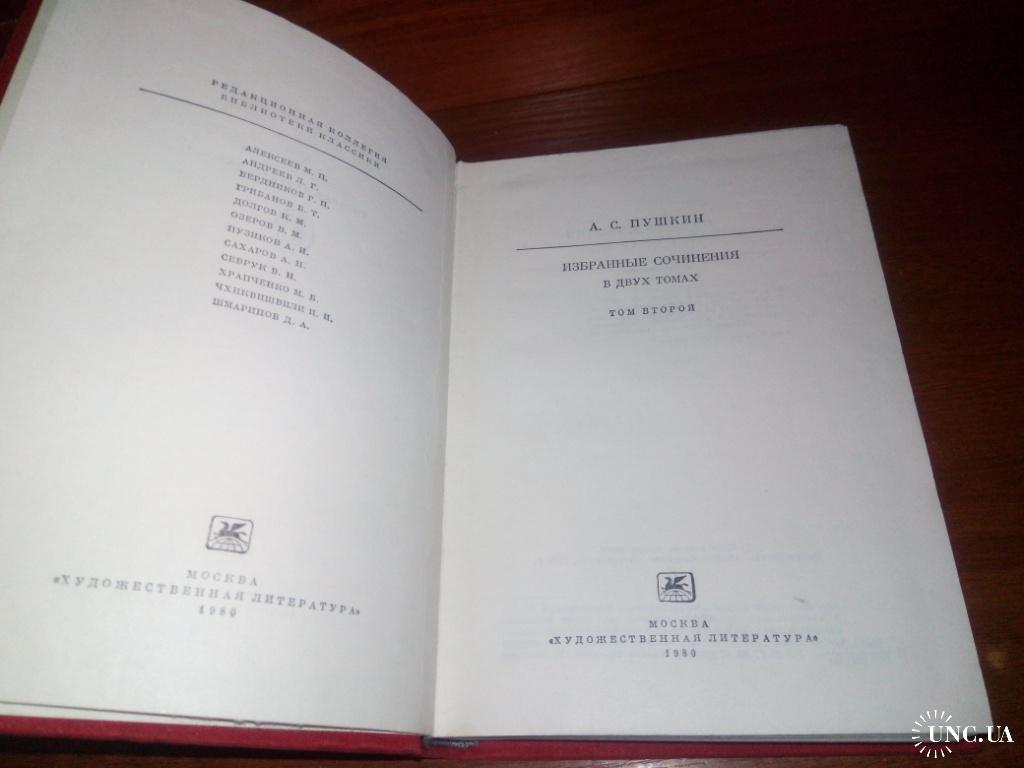 РЕДАКЦИОННАЯ КОЛЛЕГИЯ
БИБЛИОТЕКИ КЛАССИКИ
АЛЕКСЕЕВ М. П.
АНДРЕЕВ Л. Г.
БЕРДНИКОВ Г. П.
ГРИБАНОВ Б. Т.
ДОЛГОВ К. М.
ОЗЕРОВ В. М.
ПУЗИКОВ А. И.
САХАРОВ А. Н.
СЕВРУК В. Н.
ХРАПЧЕНКО М. Б.
ЧХИКВИШВИЛИ И. И.
ШМАРИНОВ Д. А.
МОСКВА
«ХУДОЖЕСТВЕННАЯ ЛИТЕРАТУРА»
1980
А. С. ПУШКИН
ИЗБРАННЫЕ СОЧИНЕНИЯ
В ДВУХ ТОМАХ
ТОМ ВТОРОЙ
МОСКВА
«ХУДОЖЕСТВЕННАЯ ЛИТЕРАТУРА»
1980
UNC.UA